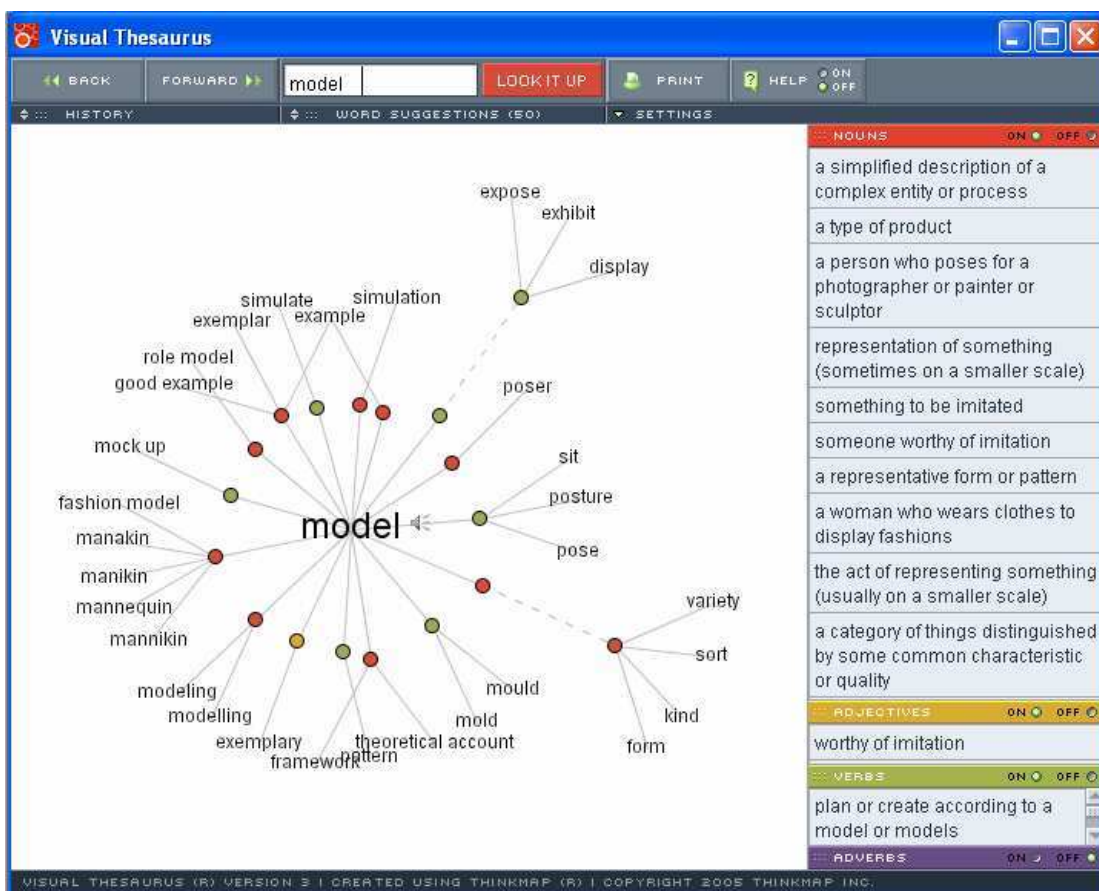 Visual Thesaurus
BACK FORWARD model LOOK IT UP PRINT HELP ON OFF
HISTORY WORD SUGGESTIONS (50) SETTINGS
expose
exhibit
display
simulate
simulation
exemplar
example
role model
good example
poser
mock up
sit
fashion model
posture
manakin
model
pose
manikin
mannequin
variety
mannikin
sort
modeling
mould
kind
modelling
mold
exemplary
theoretical account
form
framework
pattern
NOUNS ON OFF
a simplified description of a
complex entity or process
a type of product
a person who poses for a
photographer or painter or
sculptor
representation of something
(sometimes on a smaller scale)
something to be imitated
someone worthy of imitation
a representative form or pattern
a woman who wears clothes to
display fashions
the act of representing something
(usually on a smaller scale)
a category of things distinguished
by some common characteristic
or quality
ADJECTIVES ON OFF
worthy of imitation
VERBS ON OFF
plan or create according to a
model or models
ADVERBS ON OFF
VISUAL THESAURUS (R) VERSION 3 | CREATED USING THINKMAP (R) | COPYRIGHT 2005 THINKMAP INC.